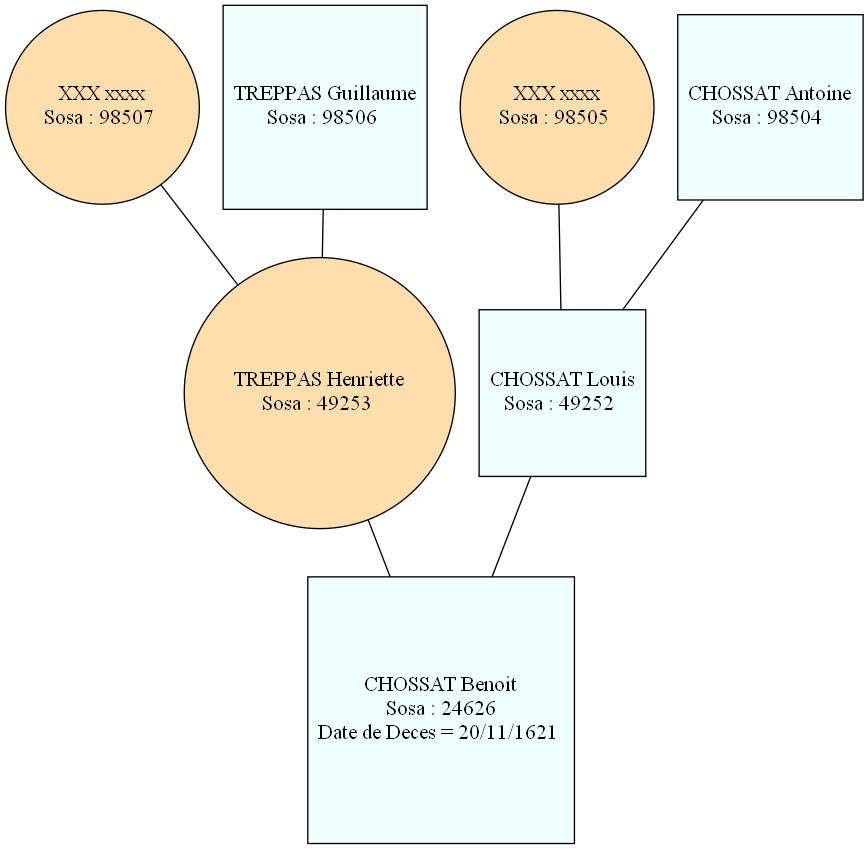 XXX xxxx
Sosa : 98507
TREPPAS Guillaume
Sosa : 98506
XXX xxxx
Sosa : 98505
CHOSSAT Antoine
Sosa : 98504
TREPPAS Henriette
Sosa : 49253
CHOSSAT Louis
Sosa : 49252
CHOSSAT Benoit
Sosa : 24626
Date de Deces = 20/11/1621